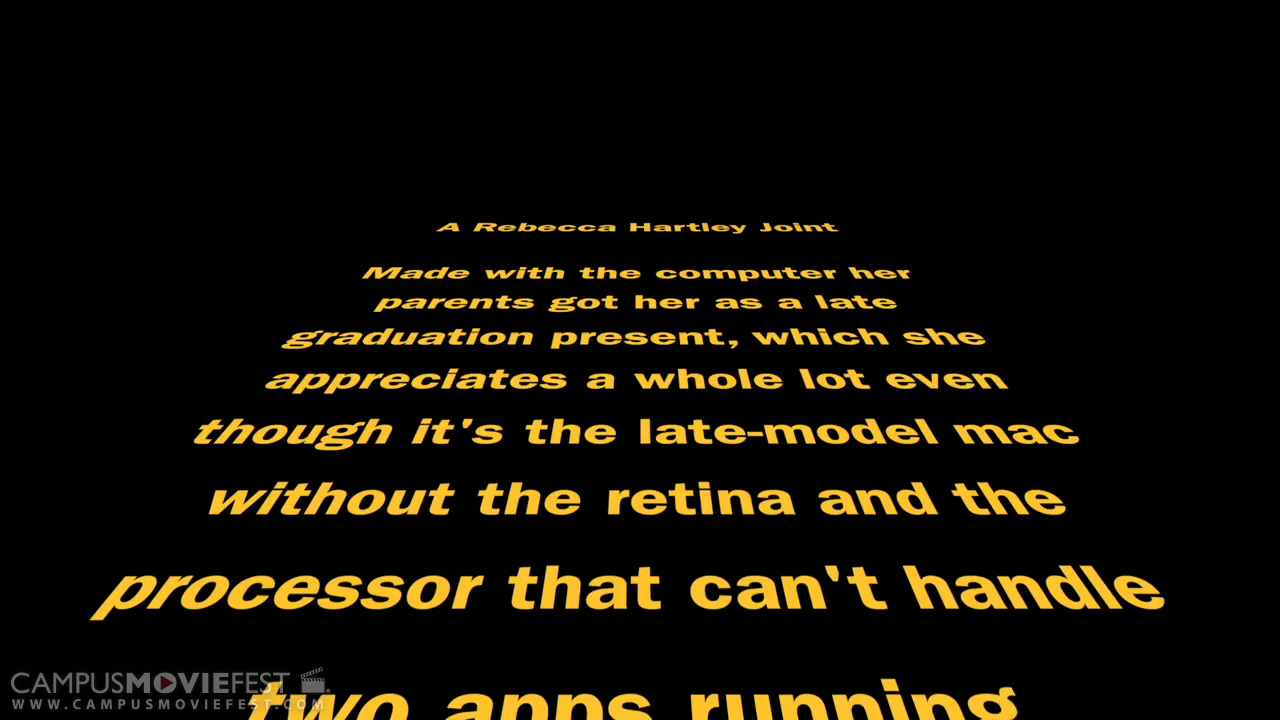 A Rebecca Hartley Joint
Made with the computer her
parents got her as a late
graduation present, which she
appreciates a whole lot even
though it's the late-model mac
without the retina and the
processor that can't handle
two apps running
CAMPUSMOVIEFEST
WWW.CAMPUSMOVIEFEST.COM